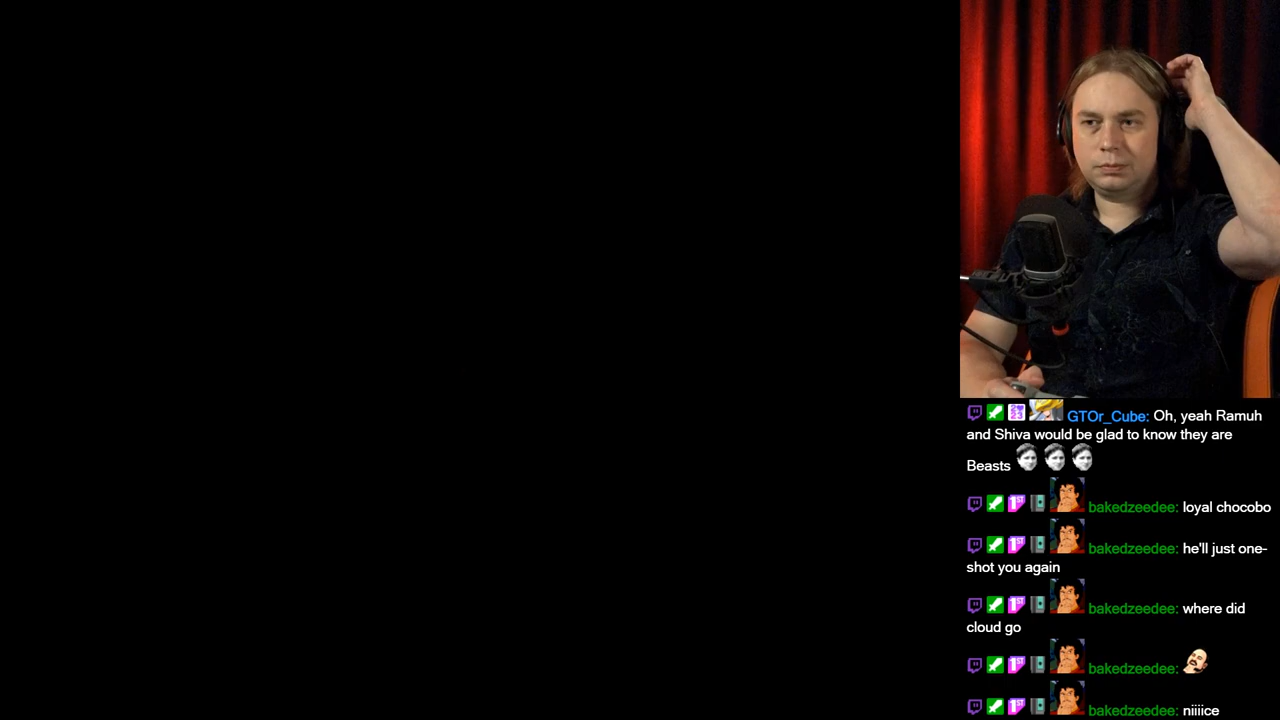 GTOr_Cube: Oh, yeah Ramuh
and Shiva would be glad to know they are
Beasts
bakedzeedee: loyal chocobo
bakedzeedee: he'll just one-
shot you again
bakedzeedee: where did
cloud go
bakedzeedee:
bakedzeedee: niiiice